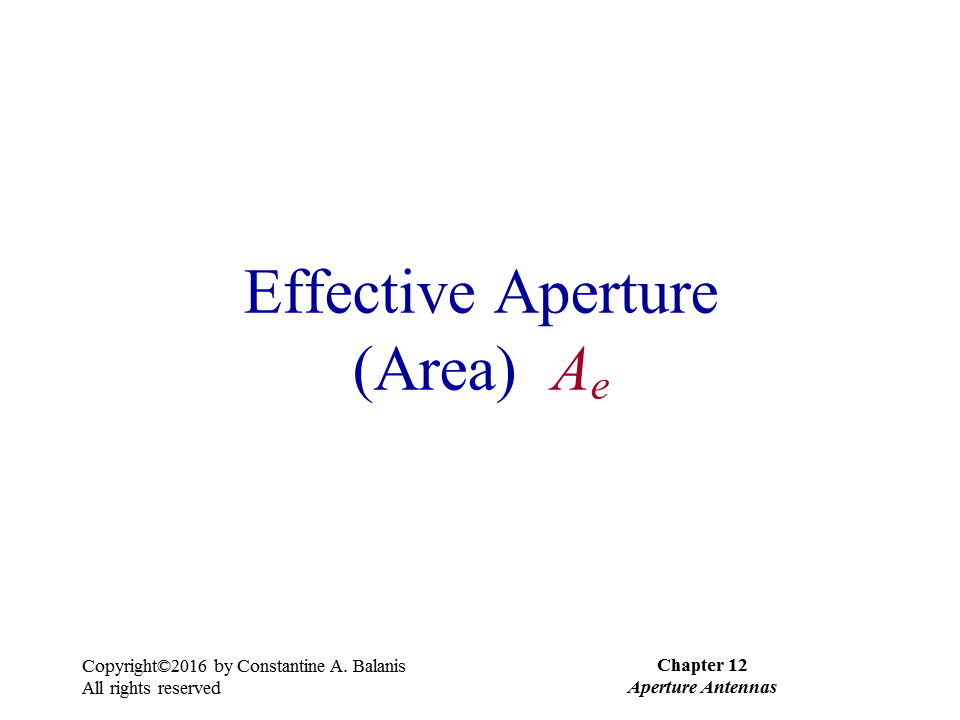 Effective Aperture
(Area) Ae
Copyright©2016 by Constantine A. Balanis
All rights reserved
Chapter 12
Aperture Antennas